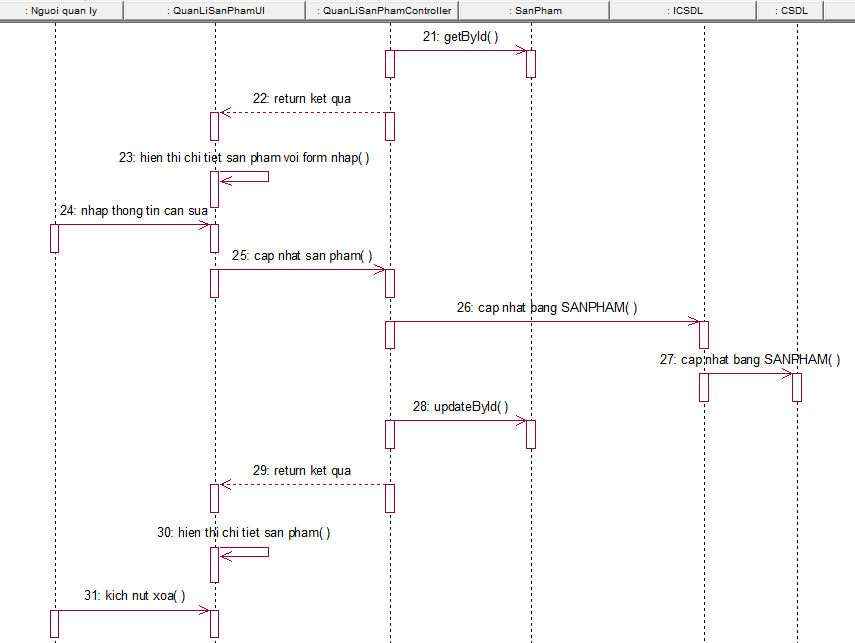 : Nguoi quan ly
: QuanLiSanPhamUI
: QuanLiSanPhamController
: SanPham
: ICSDL
: CSDL
21: getById( )
22: return ket qua
23: hien thi chi tiet san pham voi form nhap( )
24: nhap thong tin can sua
25: cap nhat san pham( )
26: cap nhat bang SANPHAM( )
27: cap nhat bang SANPHAM( )
28: updateById( )
29: return ket qua
30: hien thi chi tiet san pham( )
31: kich nut xoa( )